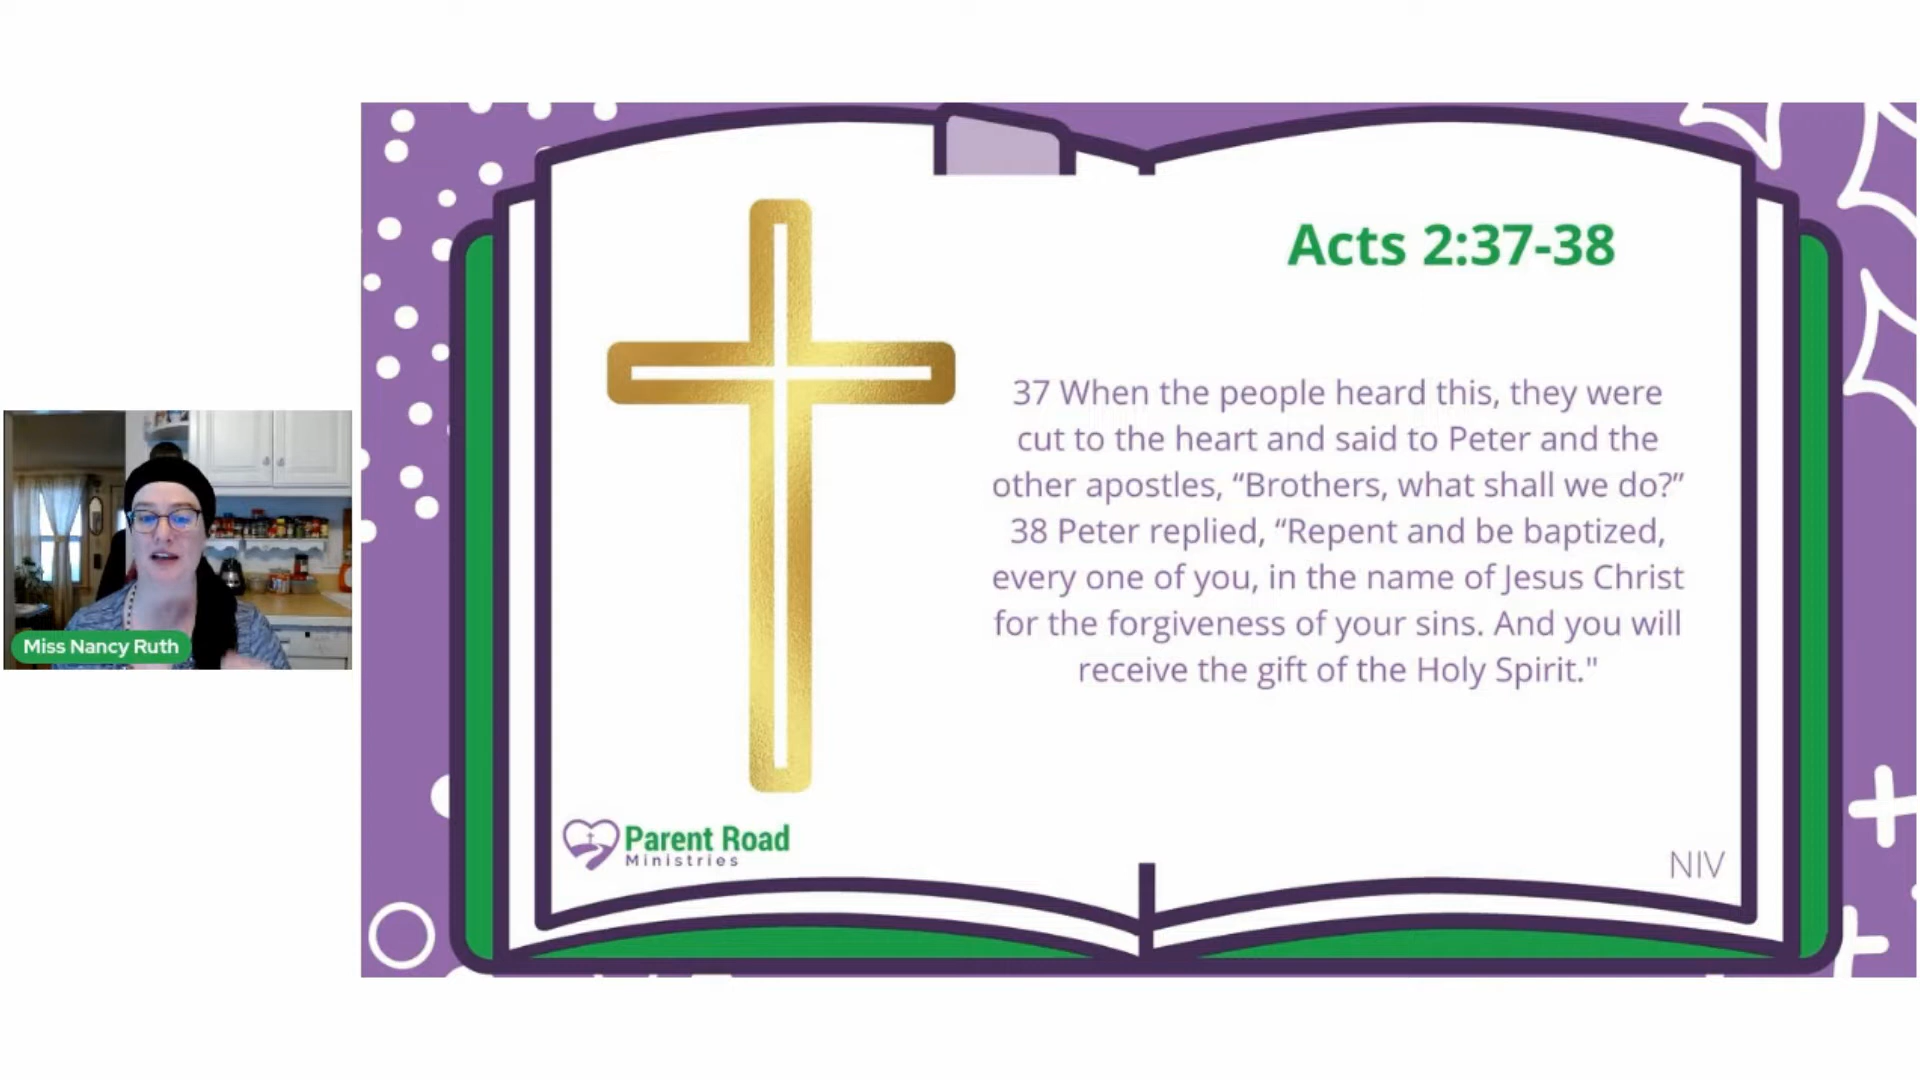 Acts 2:37-38
37 When the people heard this, they were
cut to the heart and said to Peter and the
other apostles, “Brothers, what shall we do?”
38 Peter replied, “Repent and be baptized,
every one of you, in the name of Jesus Christ
for the forgiveness of your sins. And you will
receive the gift of the Holy Spirit."
Miss Nancy Ruth
Parent Road
Ministries
NIV